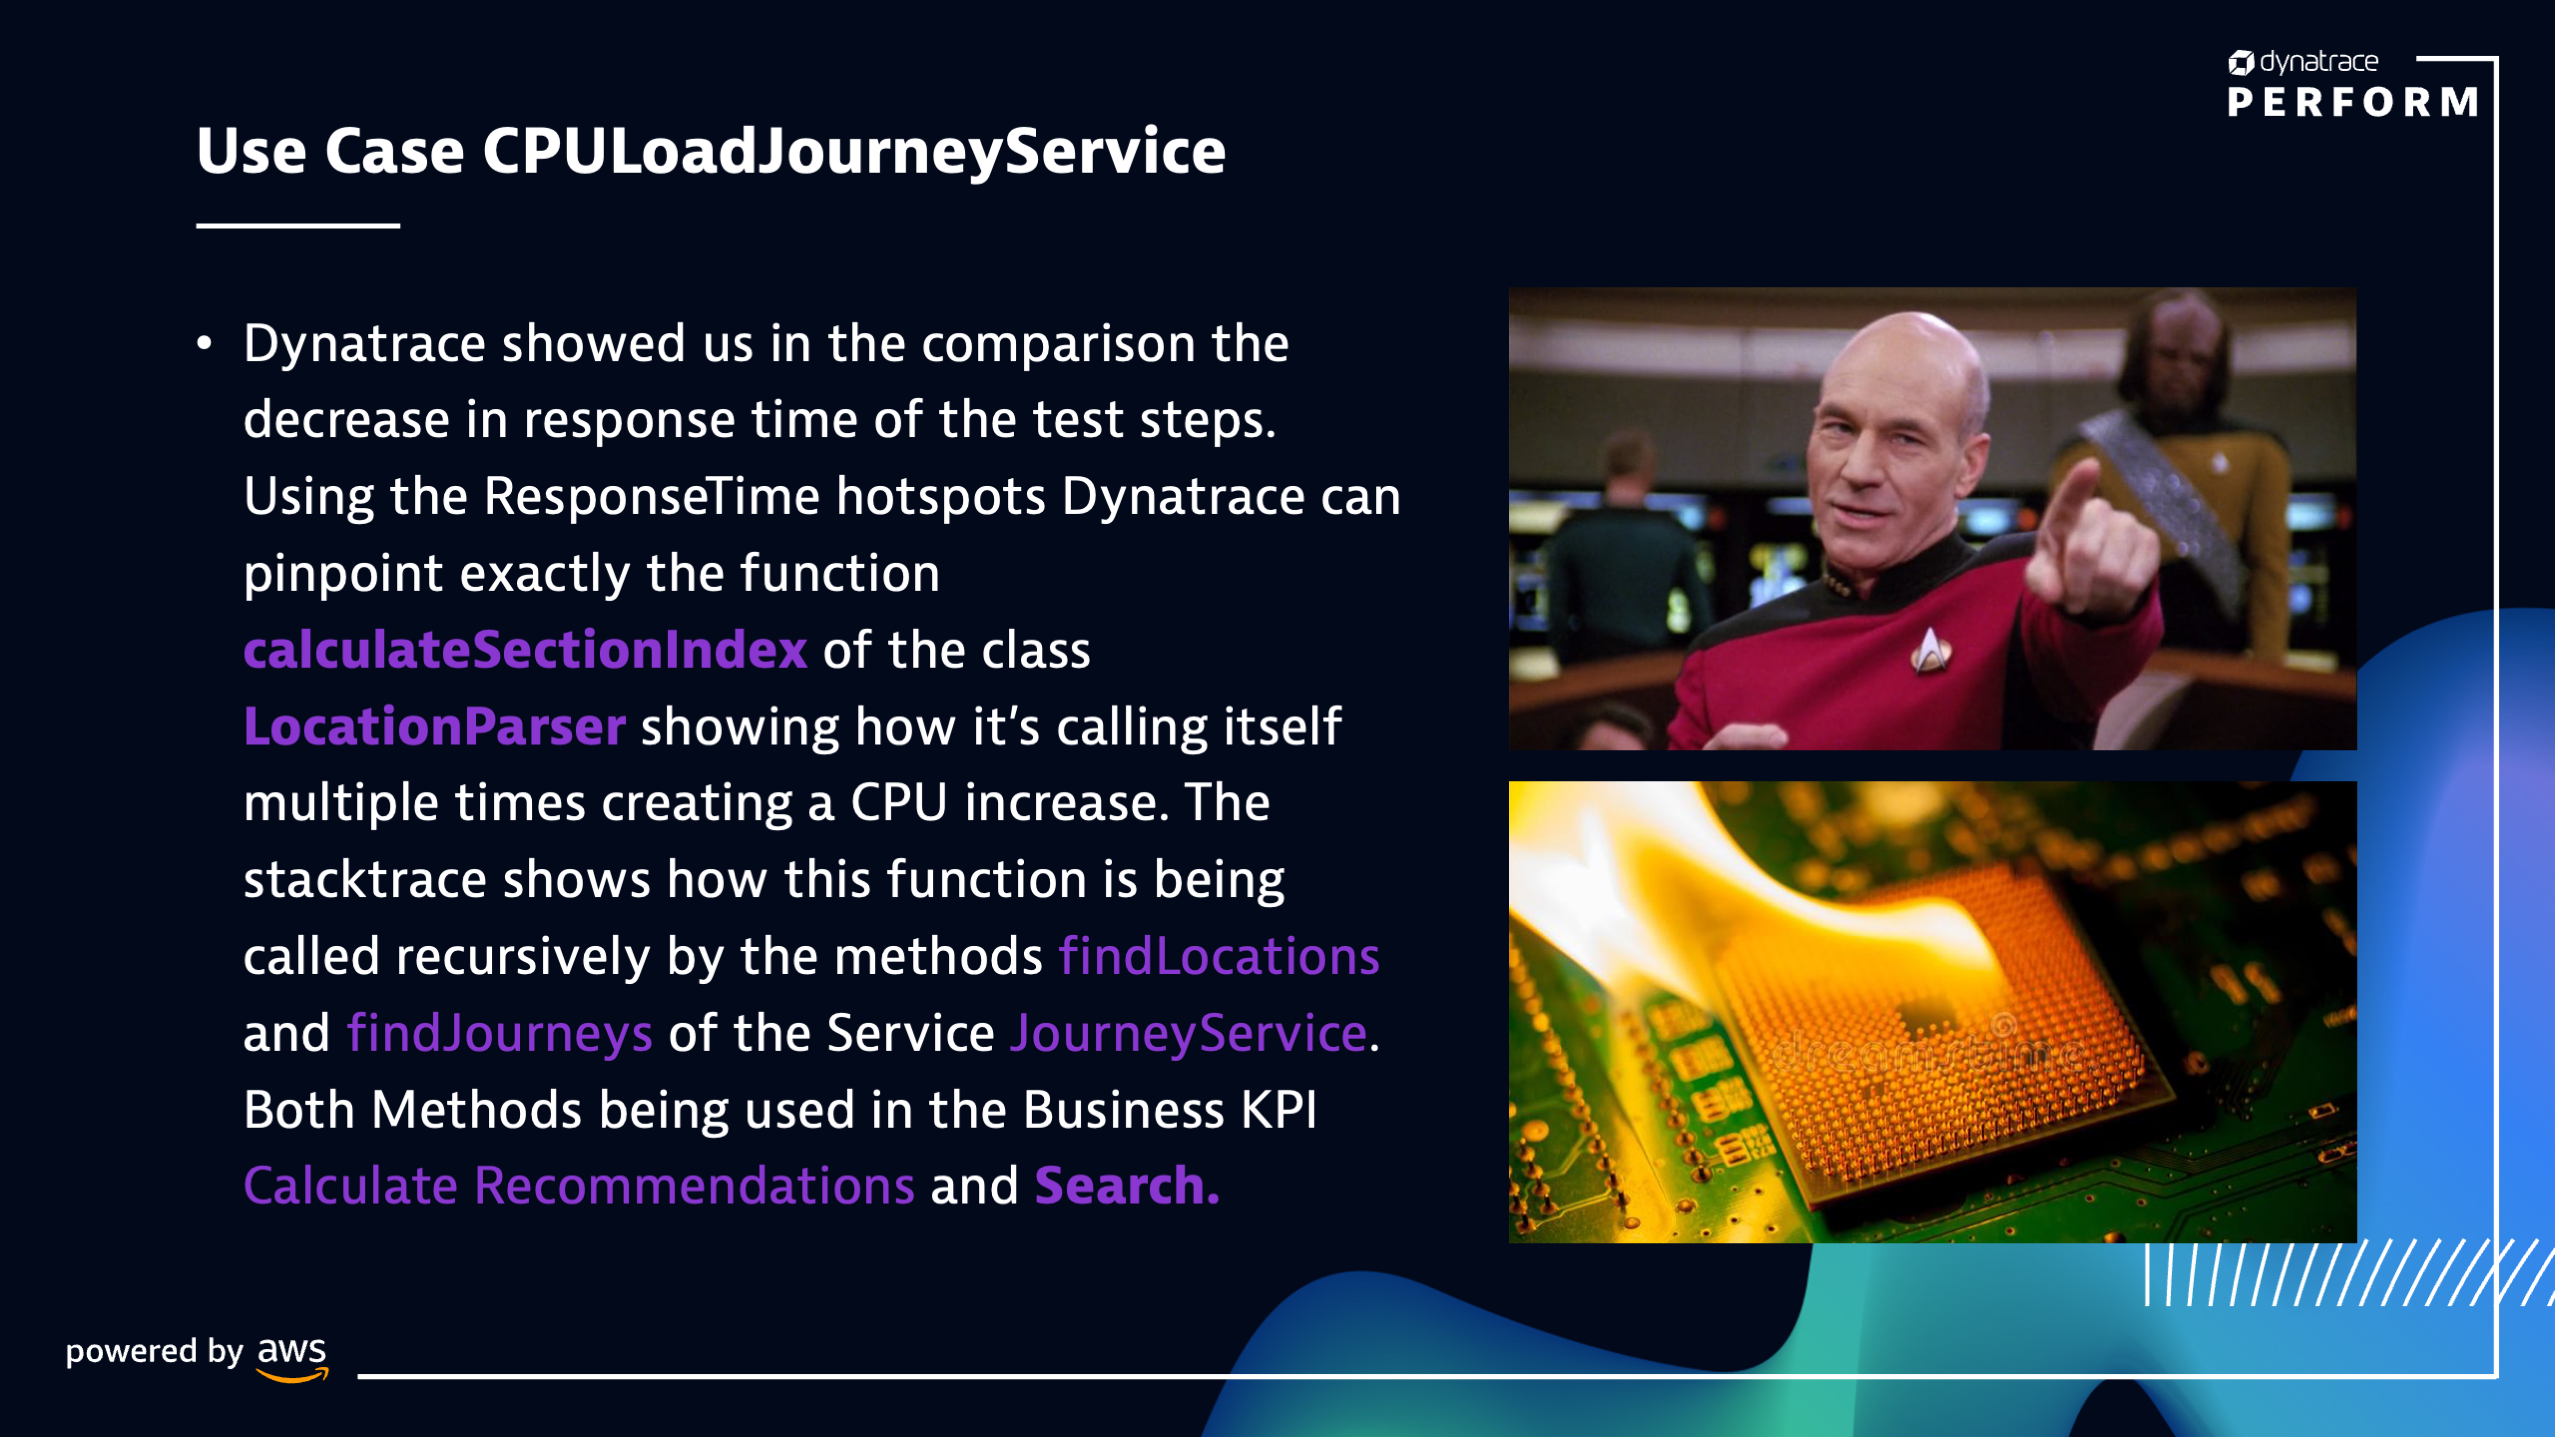 dynatrace
PERFORM
Use Case CPULoadJourneyService
• Dynatrace showed us in the comparison the
decrease in response time of the test steps.
Using the ResponseTime hotspots Dynatrace can
pinpoint exactly the function
calculateSectionIndex of the class
LocationParser showing how it’s calling itself
multiple times creating a CPU increase. The
stacktrace shows how this function is being
called recursively by the methods findLocations
and findJourneys of the Service JourneyService.
Both Methods being used in the Business KPI
Calculate Recommendations and Search.
dreamstime
powered by aws